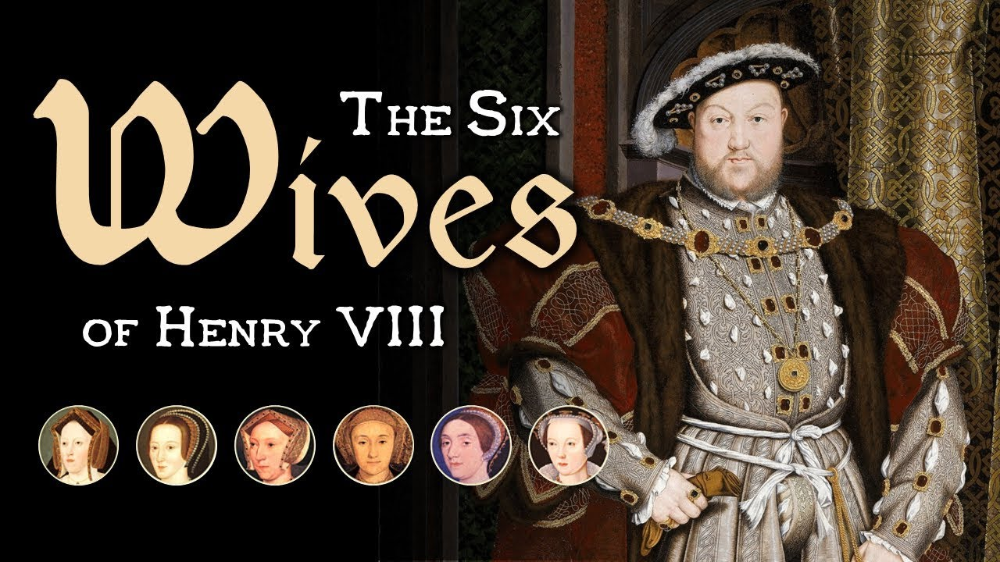 The Six
Wives
of Henry VIII